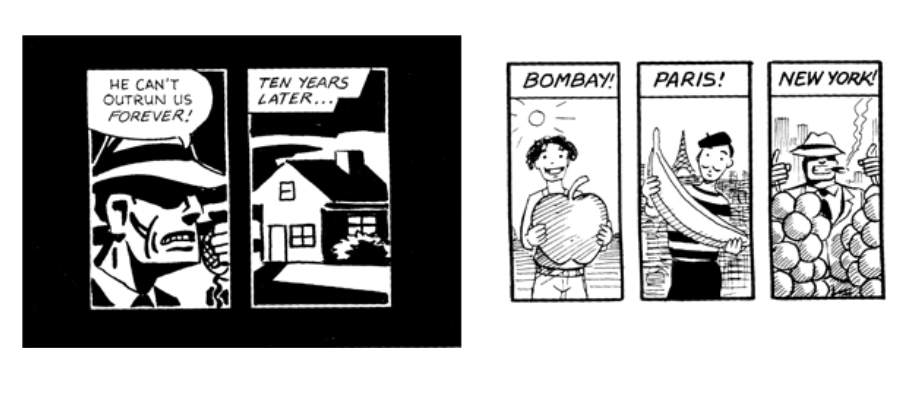 HE CAN'T
OUTRUN US
FOREVER!
TEN YEARS
LATER...
BOMBAY!
PARIS!
NEW YORK!